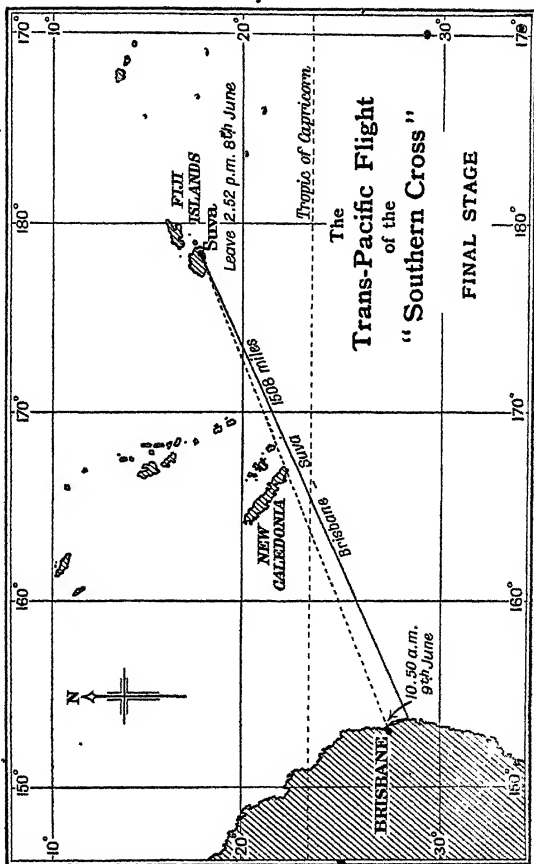 The
Trans-Pacific Flight
of the
"Southern Cross"
FINAL STAGE
N
150°
160°
170°
180°
170°
10°
20°
30°
FIJI
ISLANDS
Suva
Leave 2.52 p.m. 8th June
Tropic of Capricorn
1508 miles
Suva
Brisbane
NEW
CALEDONIA
10.50 a.m.
9th June
BRISBANE
150°
160°
170°
180°
170°
10°
20°
30°